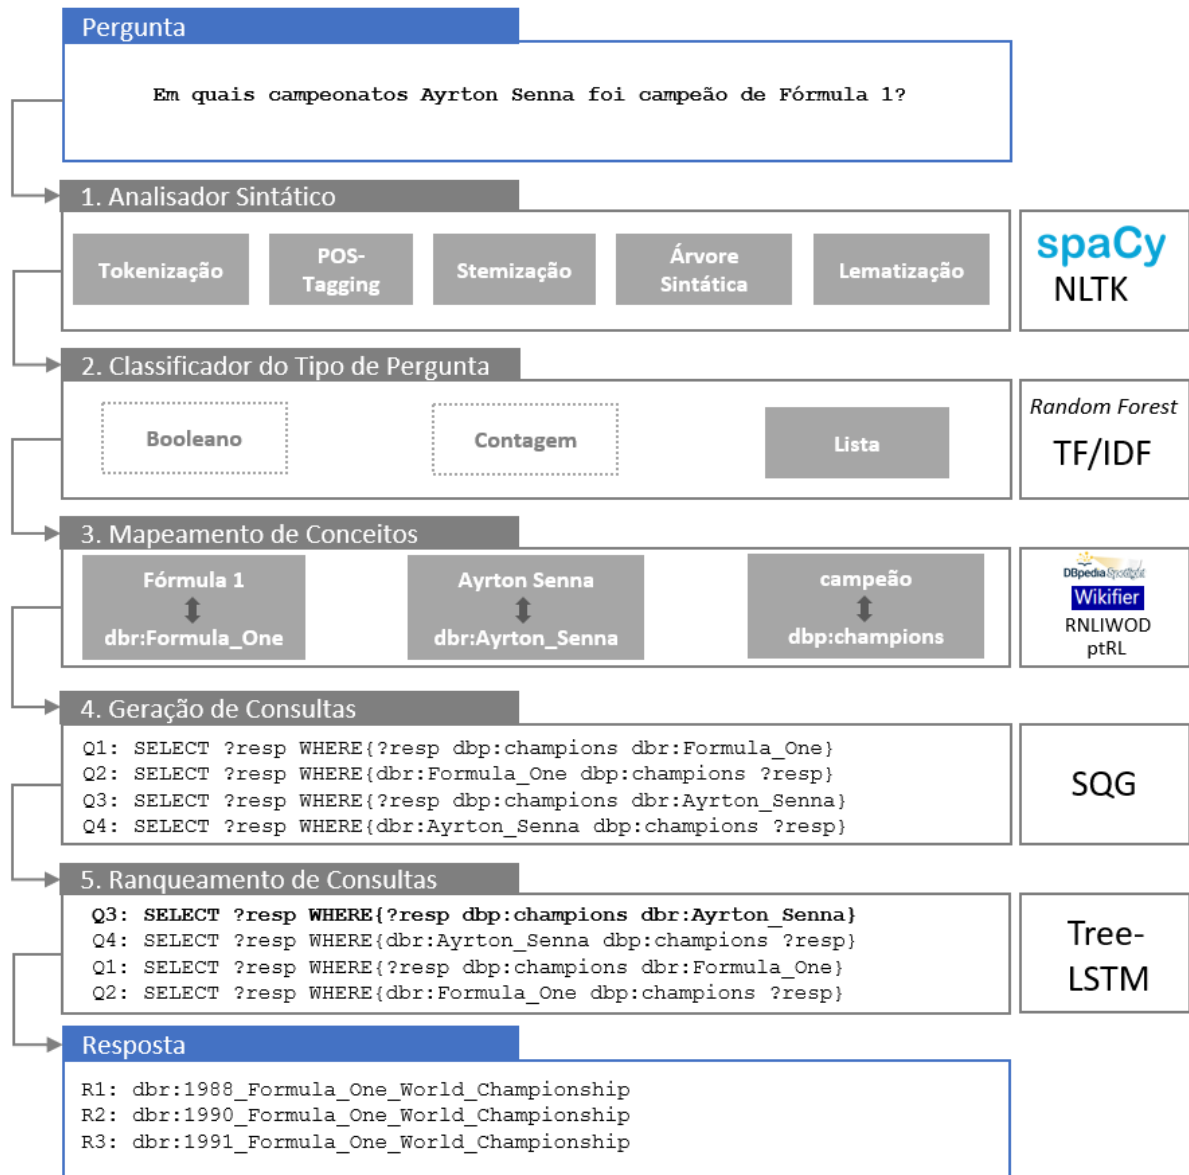 Pergunta
Em quais campeonatos Ayrton Senna foi campeão de Fórmula 1?
1. Analisador Sintático
Tokenização
POS-
Tagging
Stemização
Árvore
Sintática
Lematização
spaCy
NLTK
2. Classificador do Tipo de Pergunta
Booleano
Contagem
Lista
Random Forest
TF/IDF
3. Mapeamento de Conceitos
Fórmula 1
dbr:Formula_One
Ayrton Senna
dbr:Ayrton_Senna
campeão
dbp:champions
DBpedia Spotlight
Wikifier
RNLIWOD
ptRL
4. Geração de Consultas
Q1: SELECT ?resp WHERE{?resp dbp:champions dbr:Formula_One}
Q2: SELECT ?resp WHERE{dbr:Formula_One dbp:champions ?resp}
Q3: SELECT ?resp WHERE{?resp dbp:champions dbr:Ayrton_Senna}
Q4: SELECT ?resp WHERE{dbr:Ayrton_Senna dbp:champions ?resp}
SQG
5. Ranqueamento de Consultas
Q3: SELECT ?resp WHERE{?resp dbp:champions dbr:Ayrton_Senna}
Q4: SELECT ?resp WHERE{dbr:Ayrton_Senna dbp:champions ?resp}
Q1: SELECT ?resp WHERE{?resp dbp:champions dbr:Formula_One}
Q2: SELECT ?resp WHERE{dbr:Formula_One dbp:champions ?resp}
Tree-
LSTM
Resposta
R1: dbr:1988_Formula_One_World_Championship
R2: dbr:1990_Formula_One_World_Championship
R3: dbr:1991_Formula_One_World_Championship